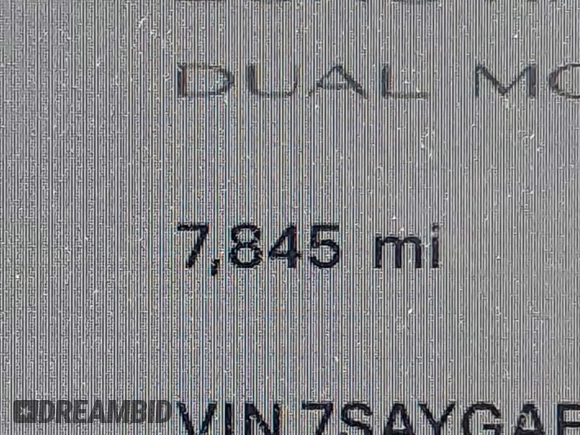 DUAL MO
7,845 mi
VIN 7SAYGAE
DREAMBID